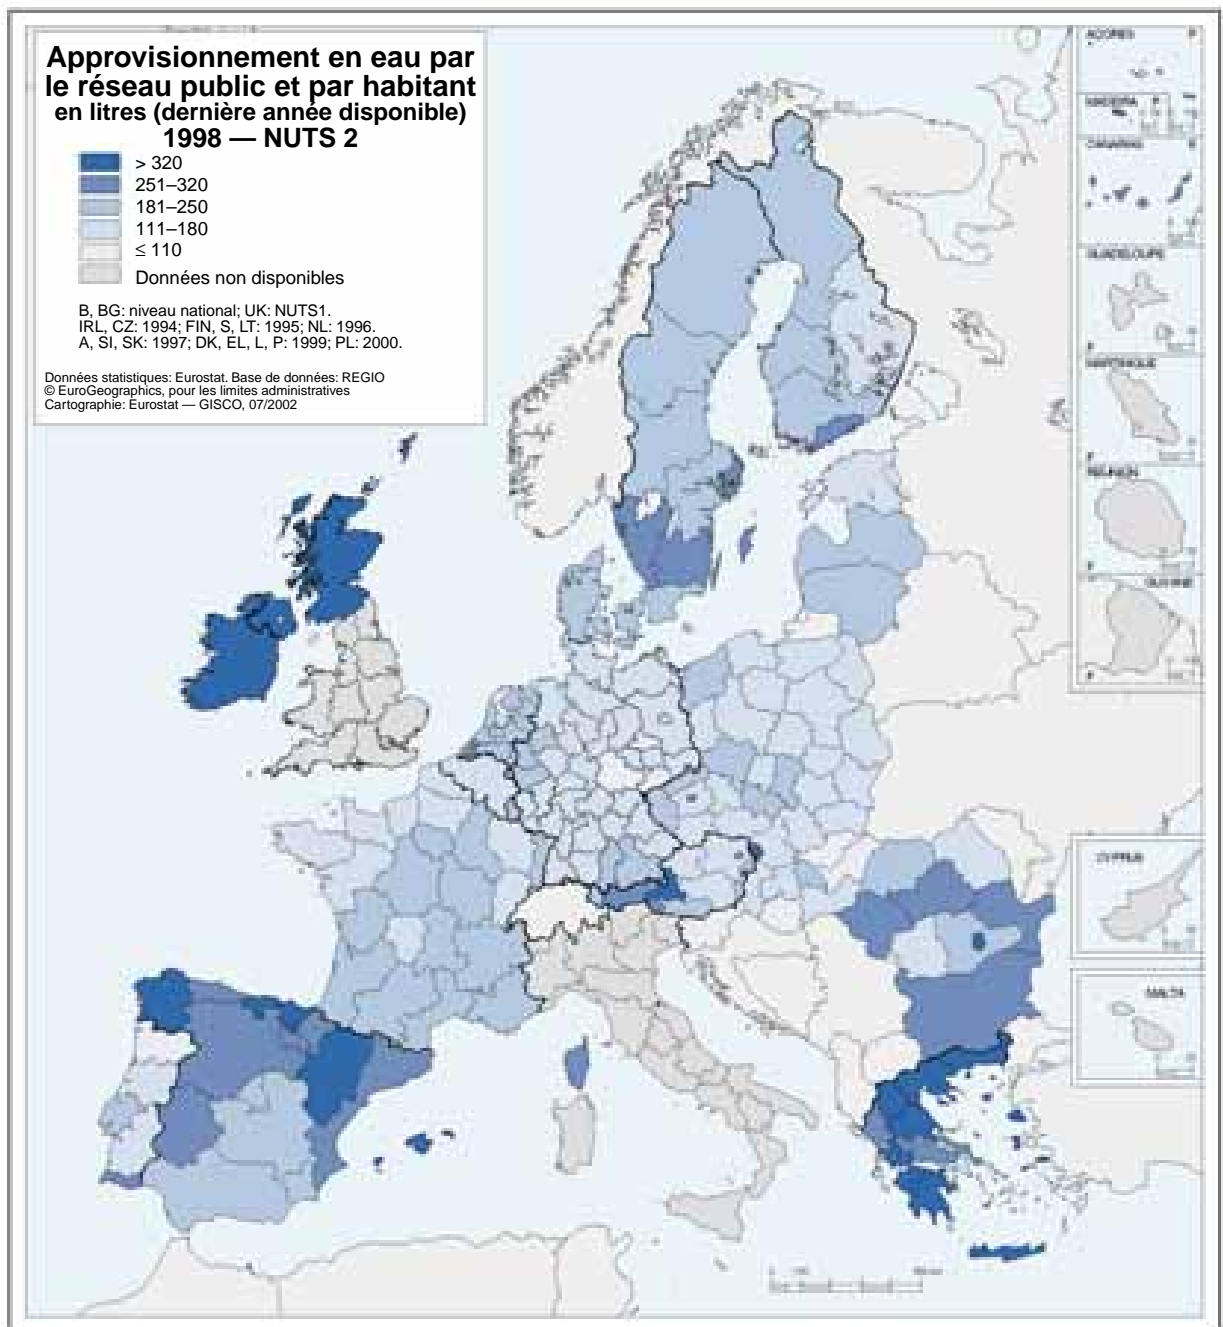 Approvisionnement en eau par
le réseau public et par habitant
en litres (dernière année disponible)
1998 — NUTS 2
> 320
251–320
181–250
111–180
≤ 110
Données non disponibles
B, BG: niveau national; UK: NUTS1.
IRL, CZ: 1994; FIN, S, LT: 1995; NL: 1996.
A, SI, SK: 1997; DK, EL, L, P: 1999; PL: 2000.
Données statistiques: Eurostat. Base de données: REGIO
© EuroGeographics, pour les limites administratives
Cartographie: Eurostat — GISCO, 07/2002
AÇORES P
MADEIRA P
CANARIAS E
GUADELOUPE
F
MARTINIQUE
F
REUNION
F
GUYANE
F
CYPRUS
MALTA